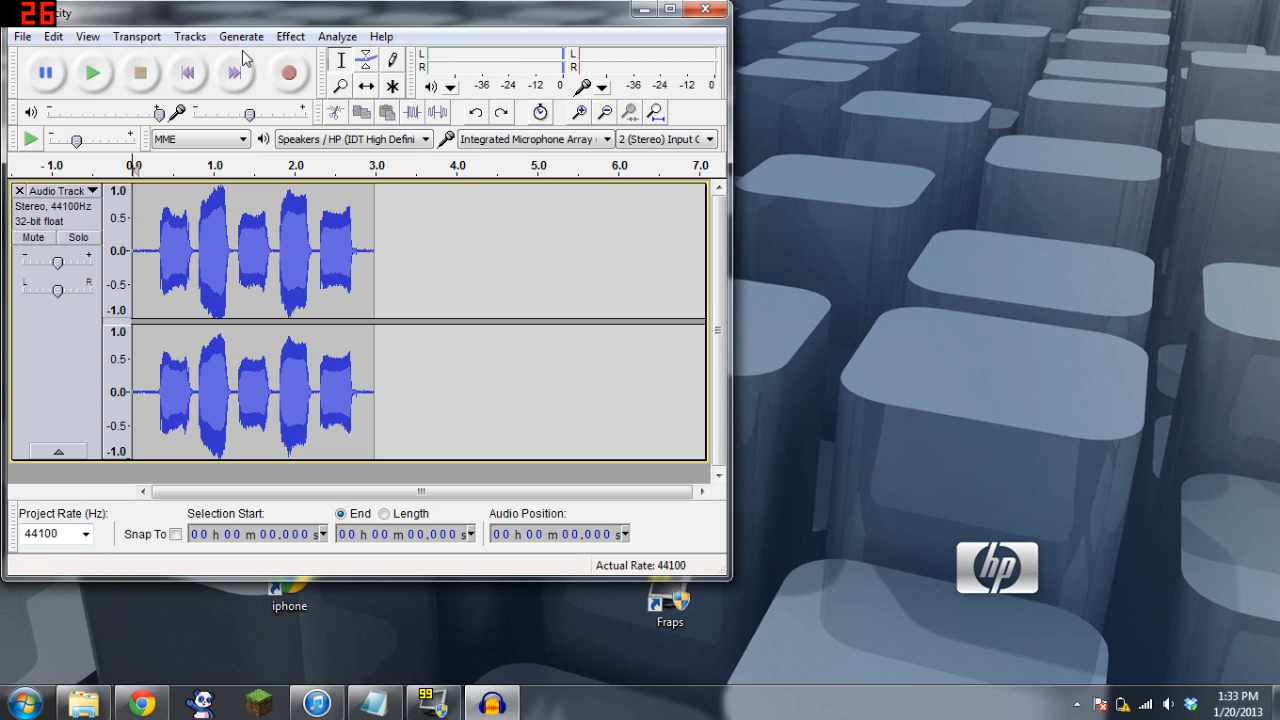 26 city
File Edit View Transport Tracks Generate Effect Analyze Help
L R
-36 -24 -12 0
L R
-36 -24 -12 0
MME Speakers / HP (IDT High Defini Integrated Microphone Array ( 2 (Stereo) Input C
- 1.0 0.0 1.0 2.0 3.0 4.0 5.0 6.0 7.0
Audio Track
Stereo, 44100Hz
32-bit float
Mute Solo
- +
L R
1.0
0.5-
0.0-
-0.5-
-1.0
1.0
0.5-
0.0-
-0.5-
-1.0
Project Rate (Hz): Selection Start: End Length Audio Position:
44100 Snap To 00 h 00 m 00.000 s 00 h 00 m 00.000 s 00 h 00 m 00.000 s
Actual Rate: 44100
hp
iphone
Fraps
99
1:33 PM
1/20/2013